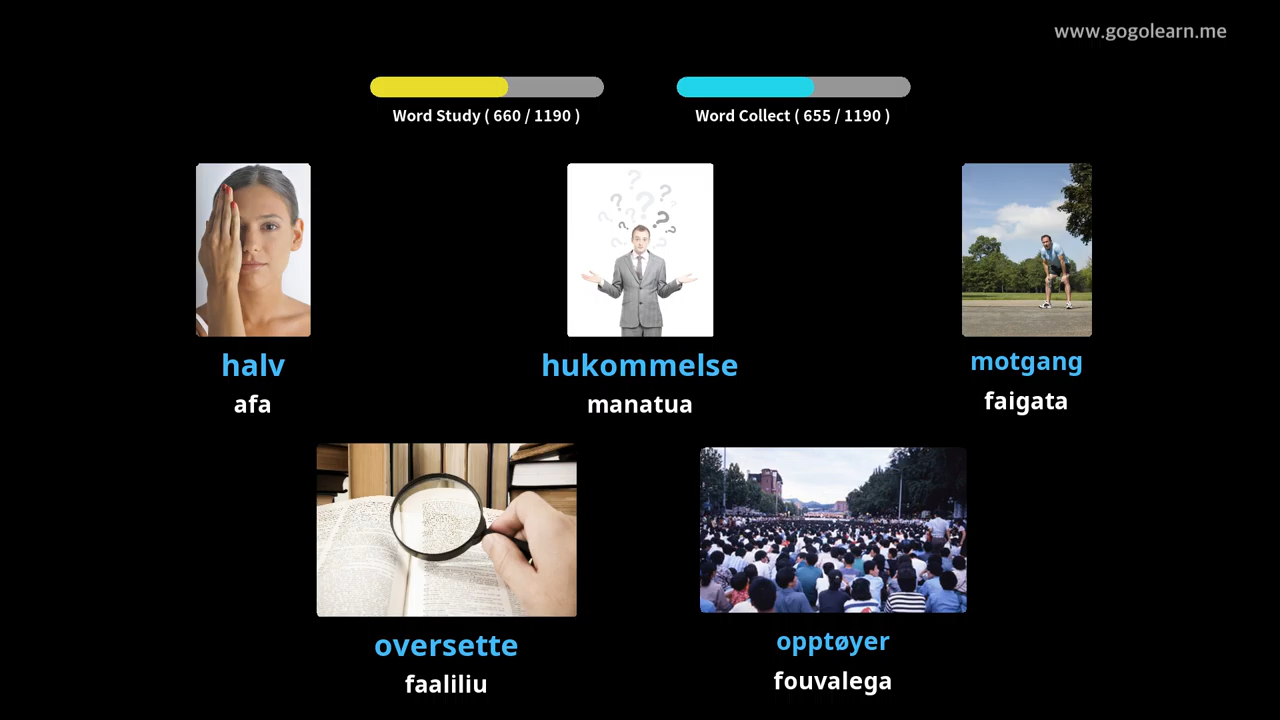 www.gogolearn.me
Word Study ( 660 / 1190 )
Word Collect ( 655 / 1190 )
halv
afa
hukommelse
manatua
motgang
faigata
oversette
faaliliu
opptøyer
fouvalega